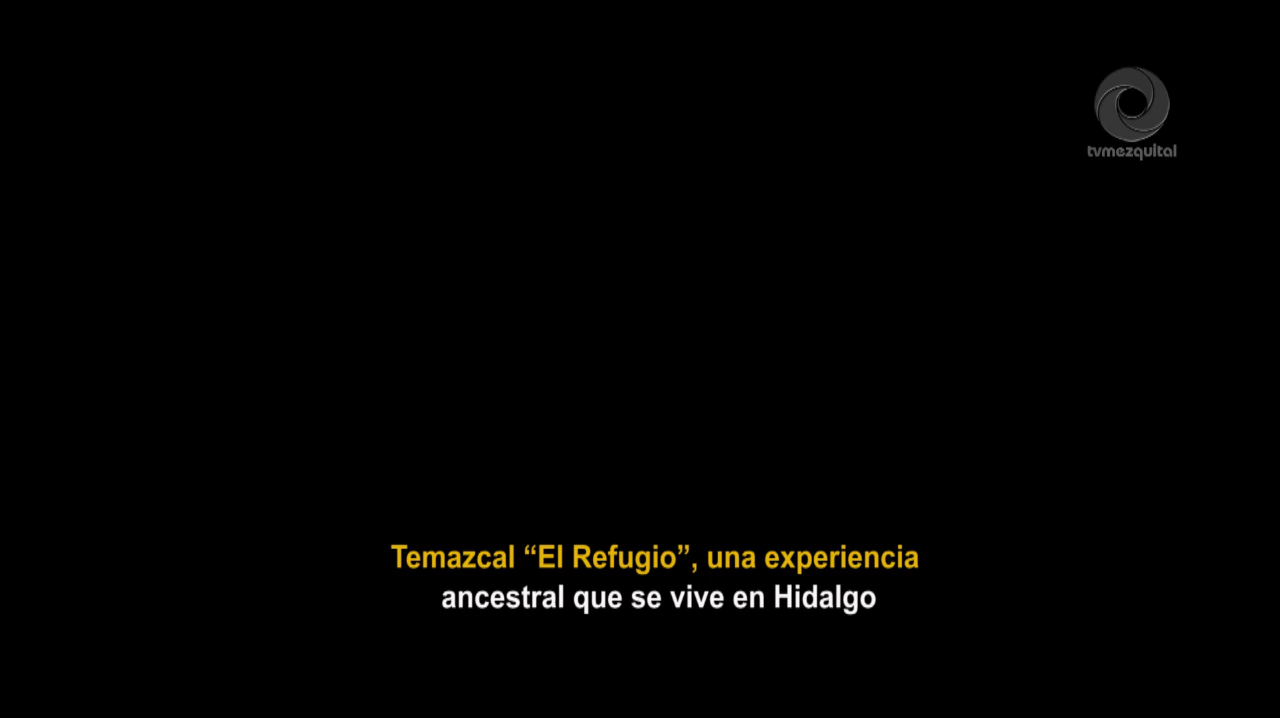 tvmezquital
Temazcal “El Refugio”, una experiencia
ancestral que se vive en Hidalgo